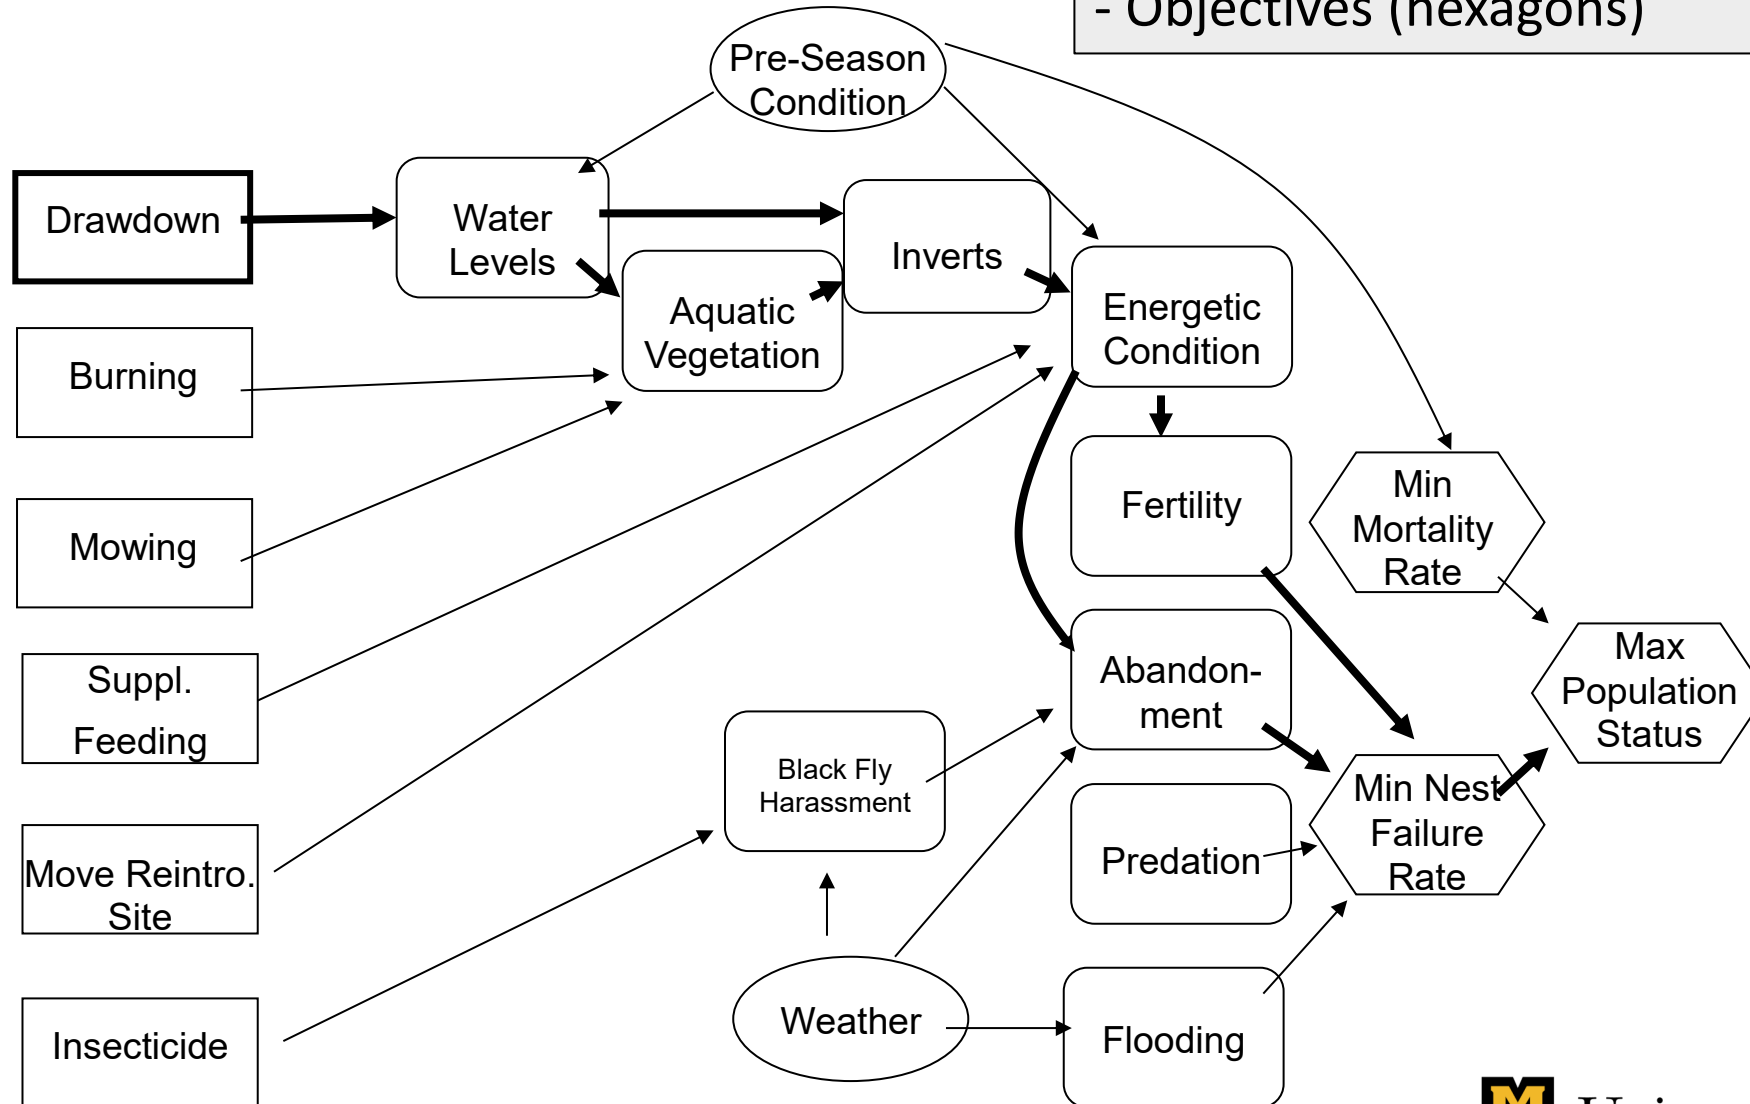 - Objectives (hexagons)
Pre-Season
Condition
Drawdown
Water
Levels
Inverts
Aquatic
Vegetation
Energetic
Condition
Burning
Fertility
Min
Mortality
Rate
Mowing
Suppl.
Feeding
Abandon-
ment
Max
Population
Status
Black Fly
Harassment
Min Nest
Failure
Rate
Predation
Move Reintro.
Site
Weather
Flooding
Insecticide